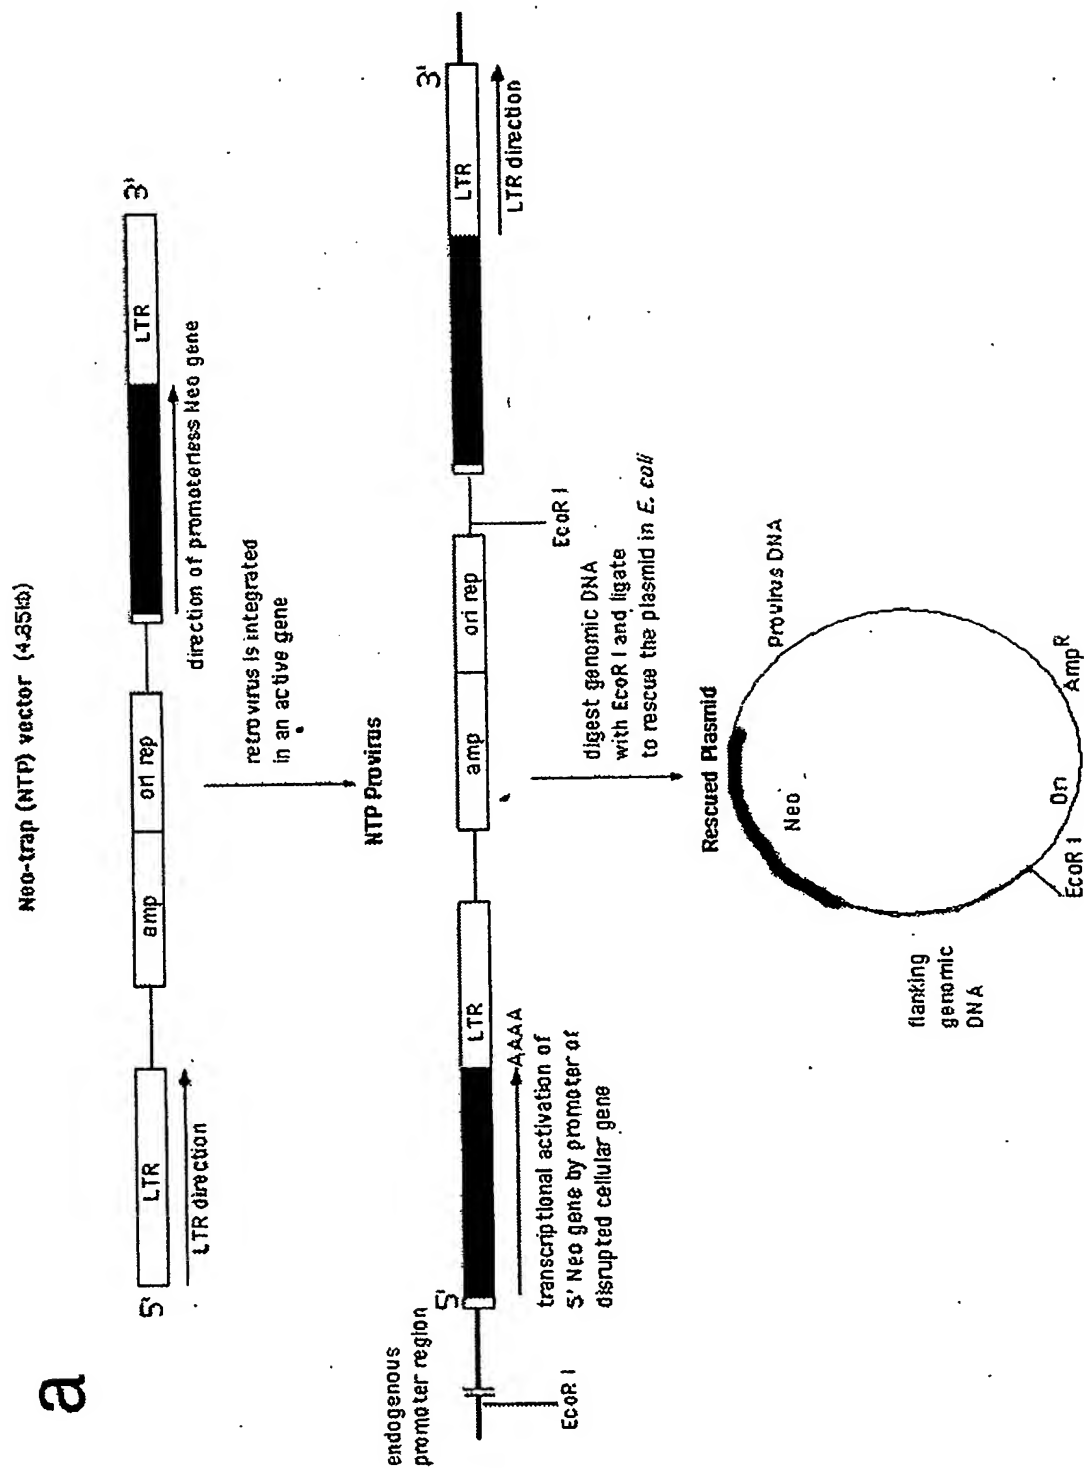 a
Neo-trap (NTP) vector (4.85kb)
5'
LTR
amp
ori rep
LTR
3'
LTR direction
direction of promoterless Neo gene
retrovirus is integrated
in an active gene
NTP Provirus
endogenous
promoter region
5'
LTR
amp
ori rep
LTR
3'
EcoR I
AAAA
transcriptional activation of
5' Neo gene by promoter of
disrupted cellular gene
EcoR I
LTR direction
digest genomic DNA
with EcoR I and ligate
to rescue the plasmid in E. coli
Rescued Plasmid
Neo
Provirus DNA
flanking
genomic
DNA
EcoR I
Ori
AmpR